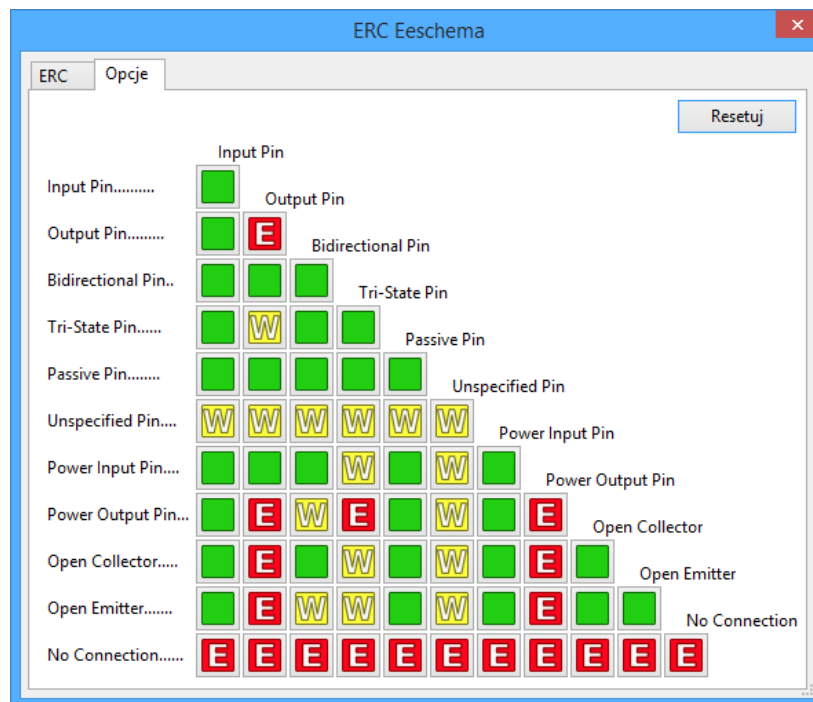 ERC Eeschema
ERC Opcje
Resetuj
Input Pin
Input Pin..........
Output Pin
Output Pin......... E
Bidirectional Pin
Bidirectional Pin..
Tri-State Pin
Tri-State Pin...... W
Passive Pin
Passive Pin........
Unspecified Pin
Unspecified Pin.... W W W W W W
Power Input Pin
Power Input Pin.... W W
Power Output Pin
Power Output Pin... E W E W E
Open Collector
Open Collector..... E W W E
Open Emitter
Open Emitter....... E W W W E
No Connection
No Connection...... E E E E E E E E E E E